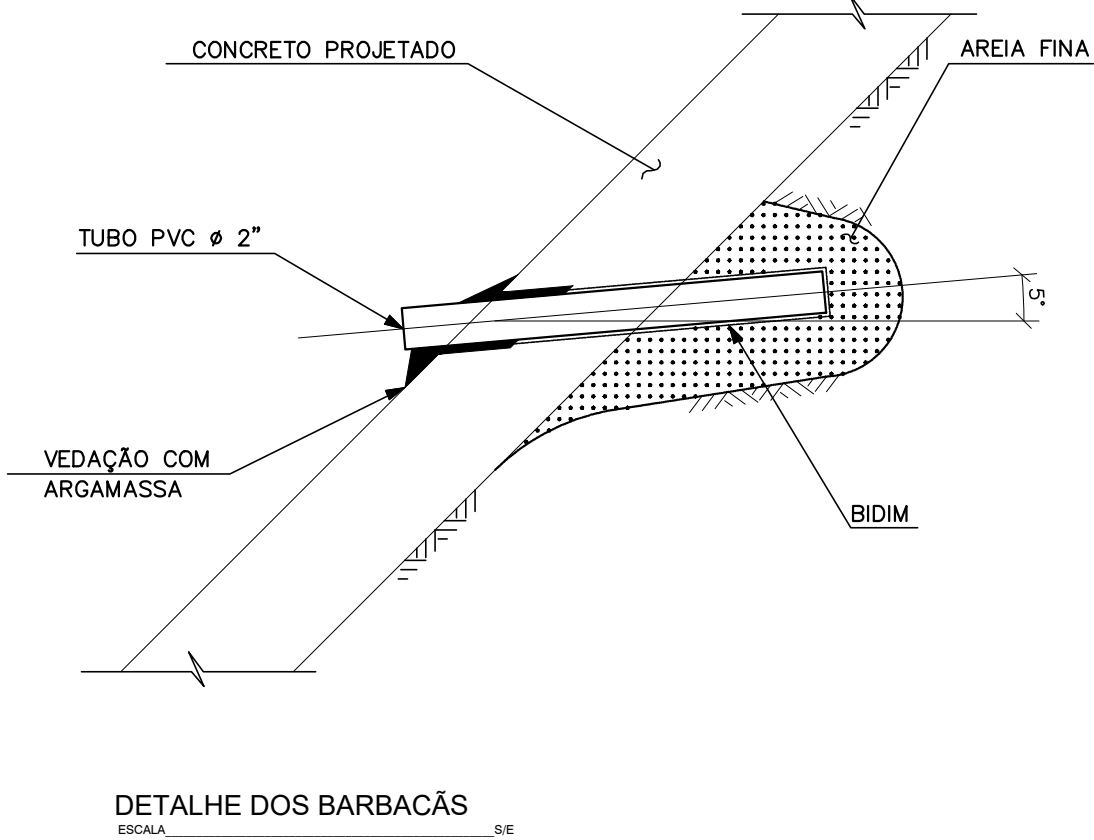 CONCRETO PROJETADO
AREIA FINA
TUBO PVC ø 2”
5°
VEDAÇÃO COM
ARGAMASSA
BIDIM
DETALHE DOS BARBACÃS
ESCALA S/E